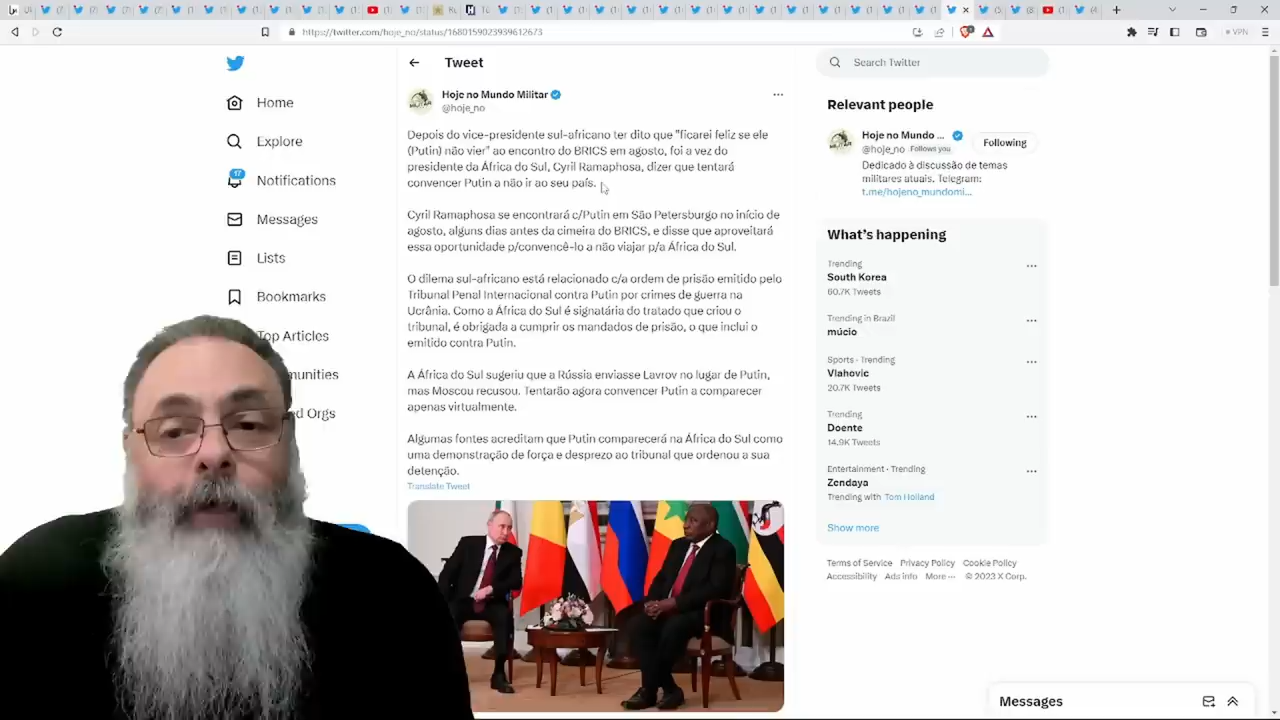 https://twitter.com/hoje_no/status/1680159023939612673
VPN
Home
Explore
17
Notifications
Messages
Lists
Bookmarks
Top Articles
munities
d Orgs
Tweet
Hoje no Mundo Militar
@hoje_no
Depois do vice-presidente sul-africano ter dito que "ficarei feliz se ele
(Putin) não vier" ao encontro do BRICS em agosto, foi a vez do
presidente da África do Sul, Cyril Ramaphosa, dizer que tentará
convencer Putin a não ir ao seu país.
Cyril Ramaphosa se encontrará c/Putin em São Petersburgo no início de
agosto, alguns dias antes da cimeira do BRICS, e disse que aproveitará
essa oportunidade p/convencê-lo a não viajar p/a África do Sul.
O dilema sul-africano está relacionado c/a ordem de prisão emitido pelo
Tribunal Penal Internacional contra Putin por crimes de guerra na
Ucrânia. Como a África do Sul é signatária do tratado que criou o
tribunal, é obrigada a cumprir os mandados de prisão, o que inclui o
emitido contra Putin.
A África do Sul sugeriu que a Rússia enviasse Lavrov no lugar de Putin,
mas Moscou recusou. Tentarão agora convencer Putin a comparecer
apenas virtualmente.
Algumas fontes acreditam que Putin comparecerá na África do Sul como
uma demonstração de força e desprezo ao tribunal que ordenou a sua
detenção.
Translate Tweet
Search Twitter
Relevant people
Hoje no Mundo ...
@hoje_no Follows you
Following
Dedicado à discussão de temas
militares atuais. Telegram:
t.me/hojeno_mundomi...
What's happening
Trending
South Korea
60.7K Tweets
Trending in Brazil
múcio
Sports · Trending
Vlahovic
20.7K Tweets
Trending
Doente
14.9K Tweets
Entertainment · Trending
Zendaya
Trending with Tom Holland
Show more
Terms of Service Privacy Policy Cookie Policy
Accessibility Ads info More ··· © 2023 X Corp.
Messages